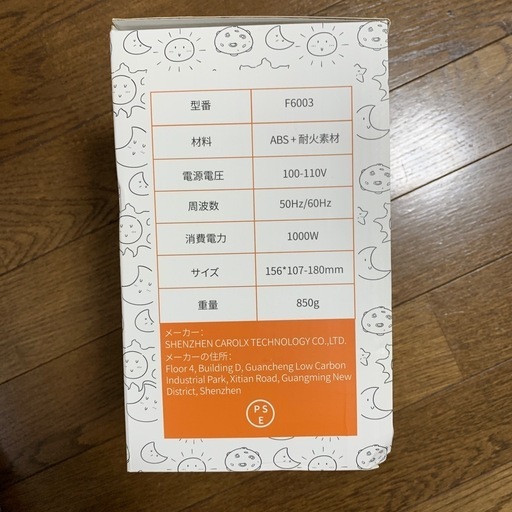 型番 F6003
材料 ABS + 耐火素材
電源電圧 100-110V
周波数 50Hz/60Hz
消費電力 1000W
サイズ 156*107-180mm
重量 850g
メーカー：
SHENZHEN CAROLX TECHNOLOGY CO.,LTD.
メーカーの住所：
Floor 4, Building D, Guancheng Low Carbon
Industrial Park, Xitian Road, Guangming New
District, Shenzhen
P S
E